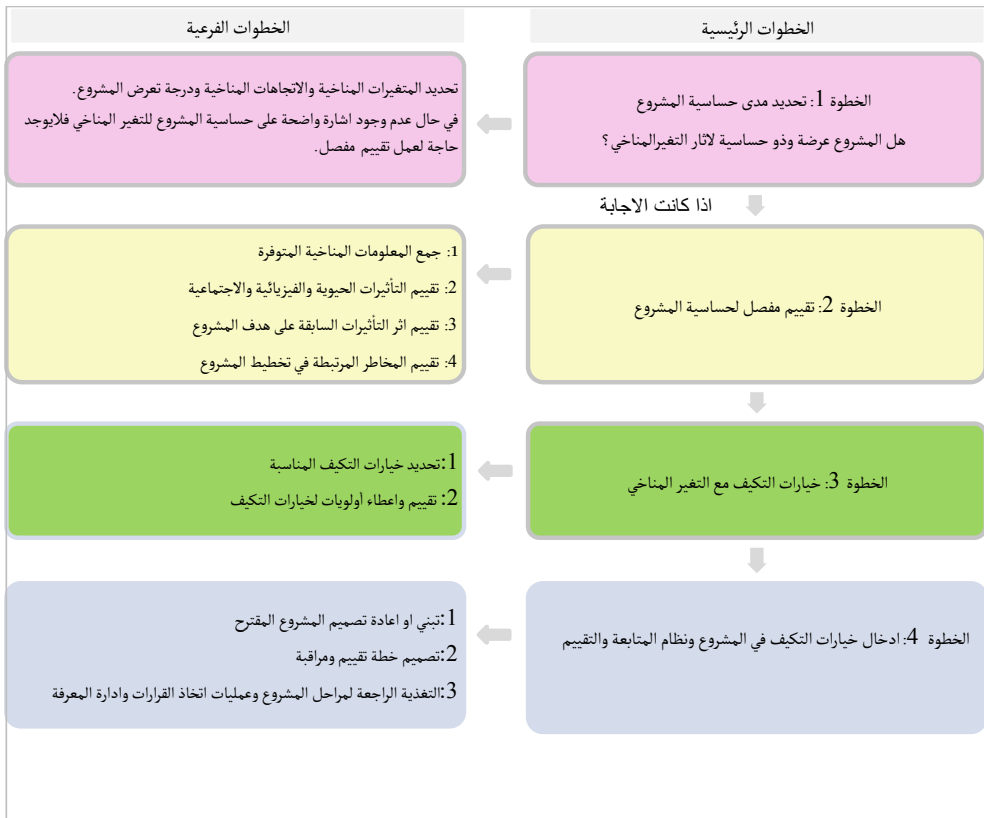 الخطوات الرئيسية
الخطوات الفرعية
الخطوة 1: تحديد مدى حساسية المشروع
هل المشروع عرضة وذو حساسية لاثار التغيرالمناخي ؟
تحديد المتغيرات المناخية والاتجاهات المناخية ودرجة تعرض المشروع.
في حال عدم وجود اشارة واضحة على حساسية المشروع للتغير المناخي فلايوجد
حاجة لعمل تقييم مفصل.
اذا كانت الاجابة
الخطوة 2: تقييم مفصل لحساسية المشروع
1: جمع المعلومات المناخية المتوفرة
2: تقييم التأثيرات الحيوية والفيزيائية والاجتماعية
3: تقييم اثر التأثيرات السابقة على هدف المشروع
4: تقييم المخاطر المرتبطة في تخطيط المشروع
الخطوة 3: خيارات التكيف مع التغير المناخي
1:تحديد خيارات التكيف المناسبة
2: تقييم واعطاء أولويات لخيارات التكيف
الخطوة 4: ادخال خيارات التكيف في المشروع ونظام المتابعة والتقييم
1:تبني او اعادة تصميم المشروع المقترح
2:تصميم خطة تقييم ومراقبة
3:التغذية الراجعة لمراحل المشروع وعمليات اتخاذ القرارات وادارة المعرفة